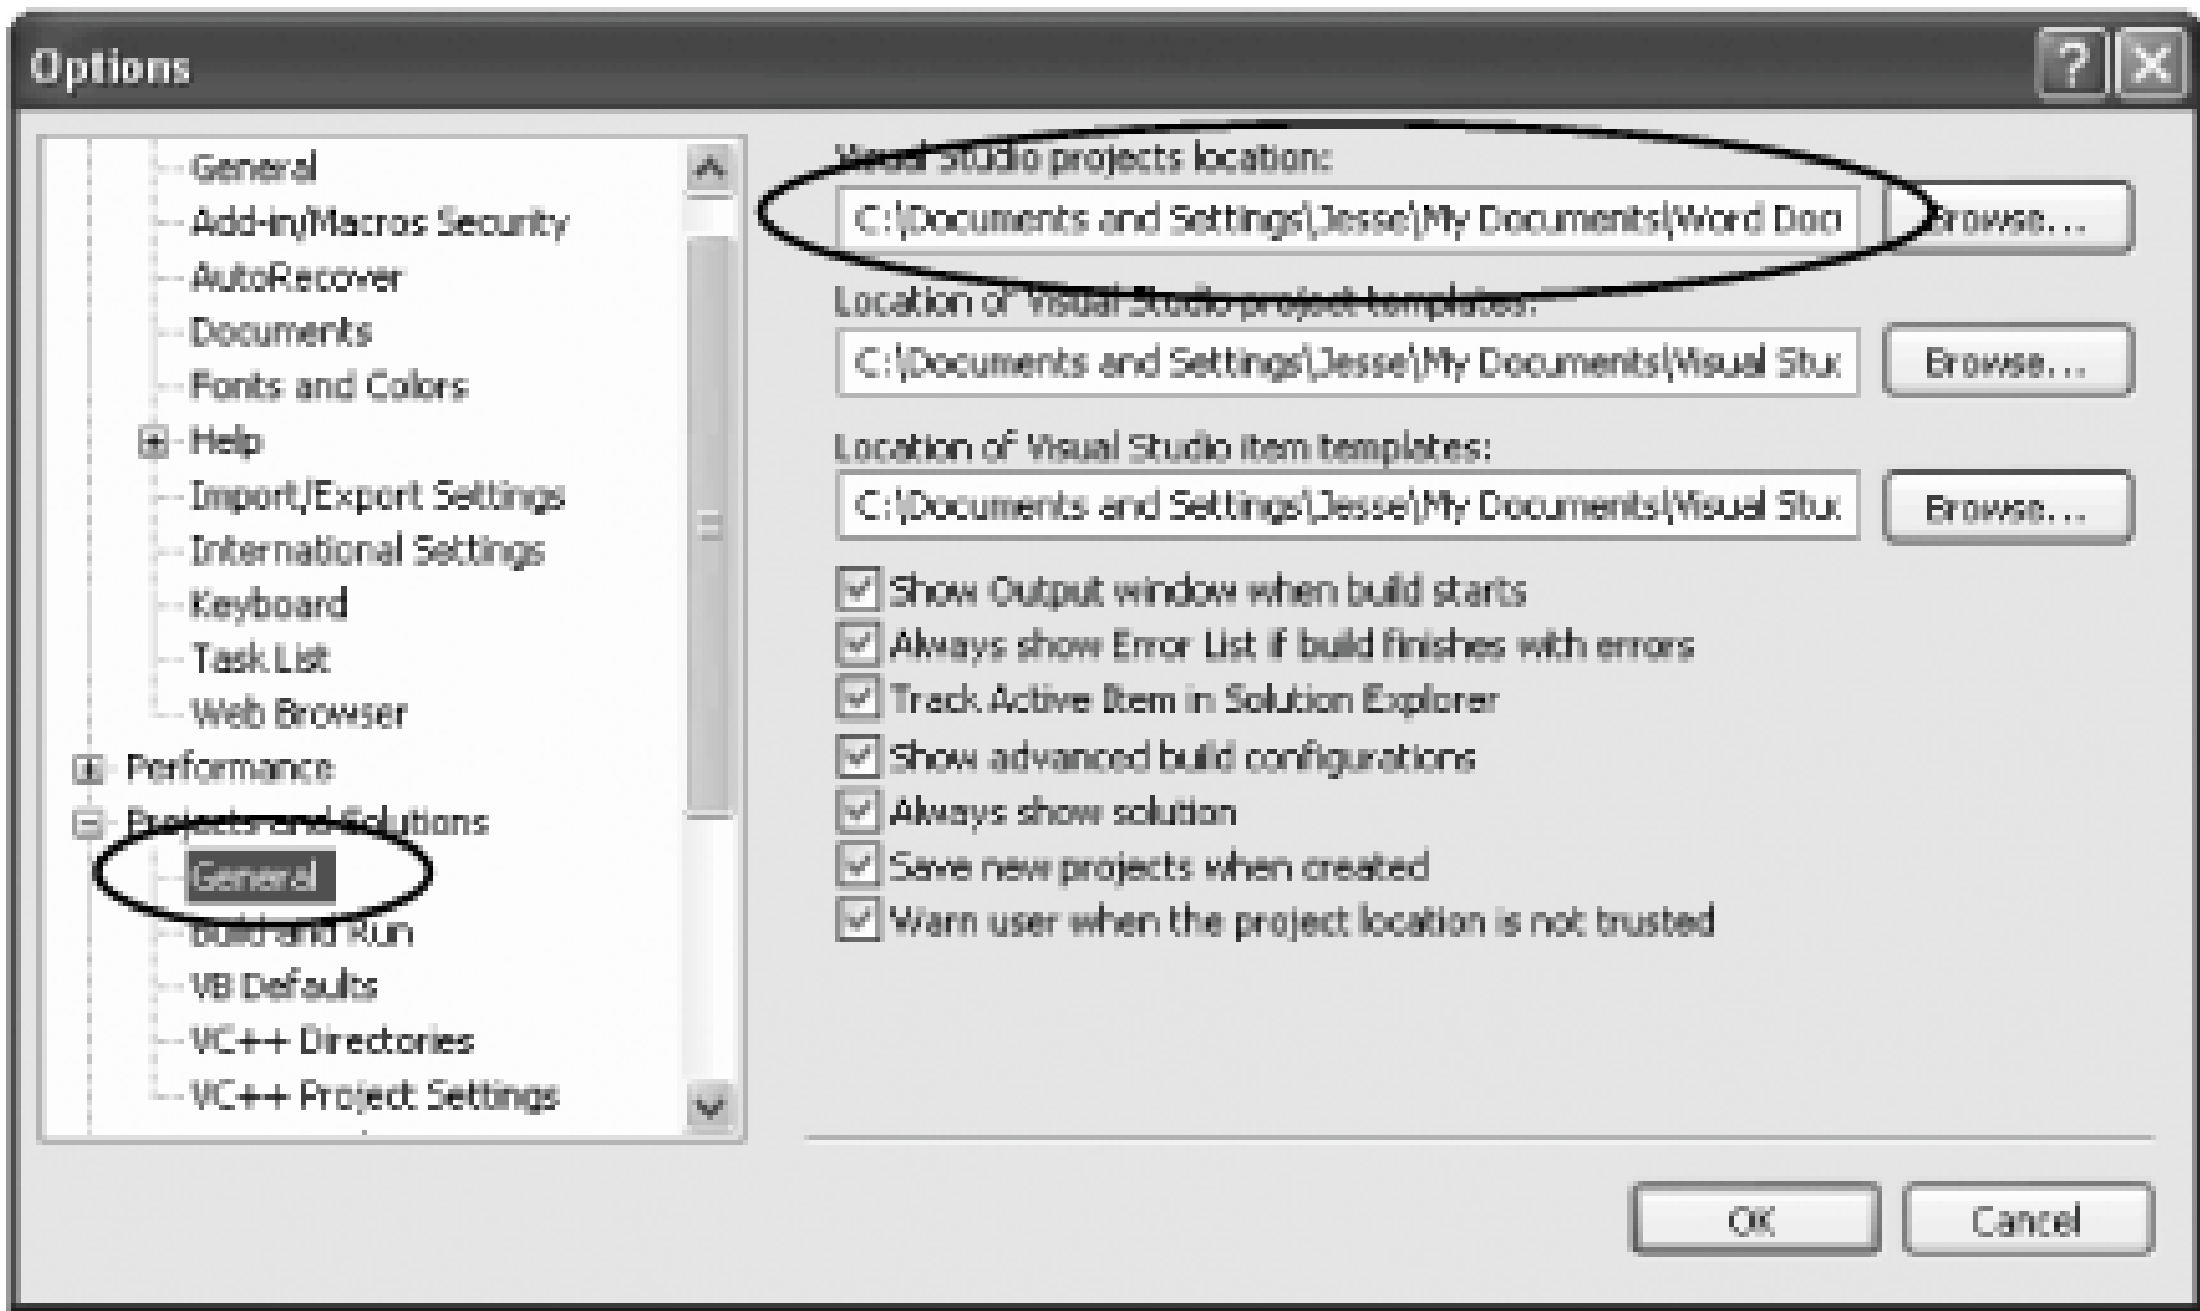 Options
General
Add-in/Macros Security
AutoRecover
Documents
Fonts and Colors
Help
Import/Export Settings
International Settings
Keyboard
Task List
Web Browser
Performance
Projects and Solutions
General
Build and Run
VB Defaults
VC++ Directories
VC++ Project Settings
Visual Studio projects location:
C:\Documents and Settings\Jesse\My Documents\Word Doc
Browse...
Location of Visual Studio project templates:
C:\Documents and Settings\Jesse\My Documents\Visual Stu
Browse...
Location of Visual Studio item templates:
C:\Documents and Settings\Jesse\My Documents\Visual Stu
Browse...
Show Output window when build starts
Always show Error List if build finishes with errors
Track Active Item in Solution Explorer
Show advanced build configurations
Always show solution
Save new projects when created
Warn user when the project location is not trusted
OK
Cancel